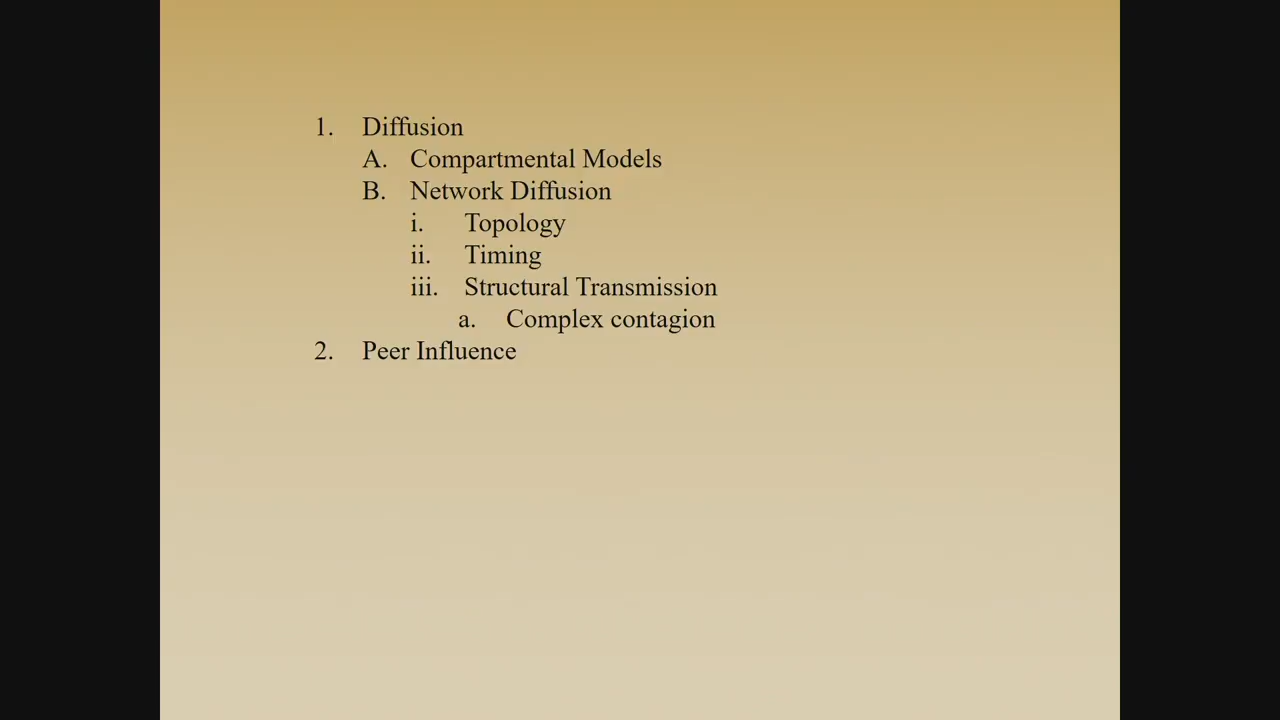 1. Diffusion
A. Compartmental Models
B. Network Diffusion
i. Topology
ii. Timing
iii. Structural Transmission
a. Complex contagion
2. Peer Influence